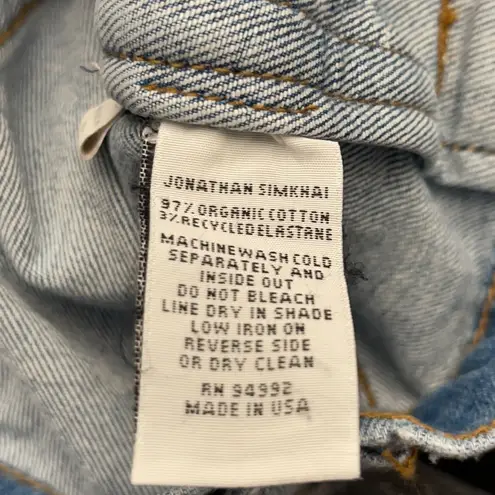 JONATHAN SIMKHAI
97% ORGANIC COTTON
3% RECYCLED ELASTANE
MACHINE WASH COLD
SEPARATELY AND
INSIDE OUT
DO NOT BLEACH
LINE DRY IN SHADE
LOW IRON ON
REVERSE SIDE
OR DRY CLEAN
RN 94992
MADE IN USA